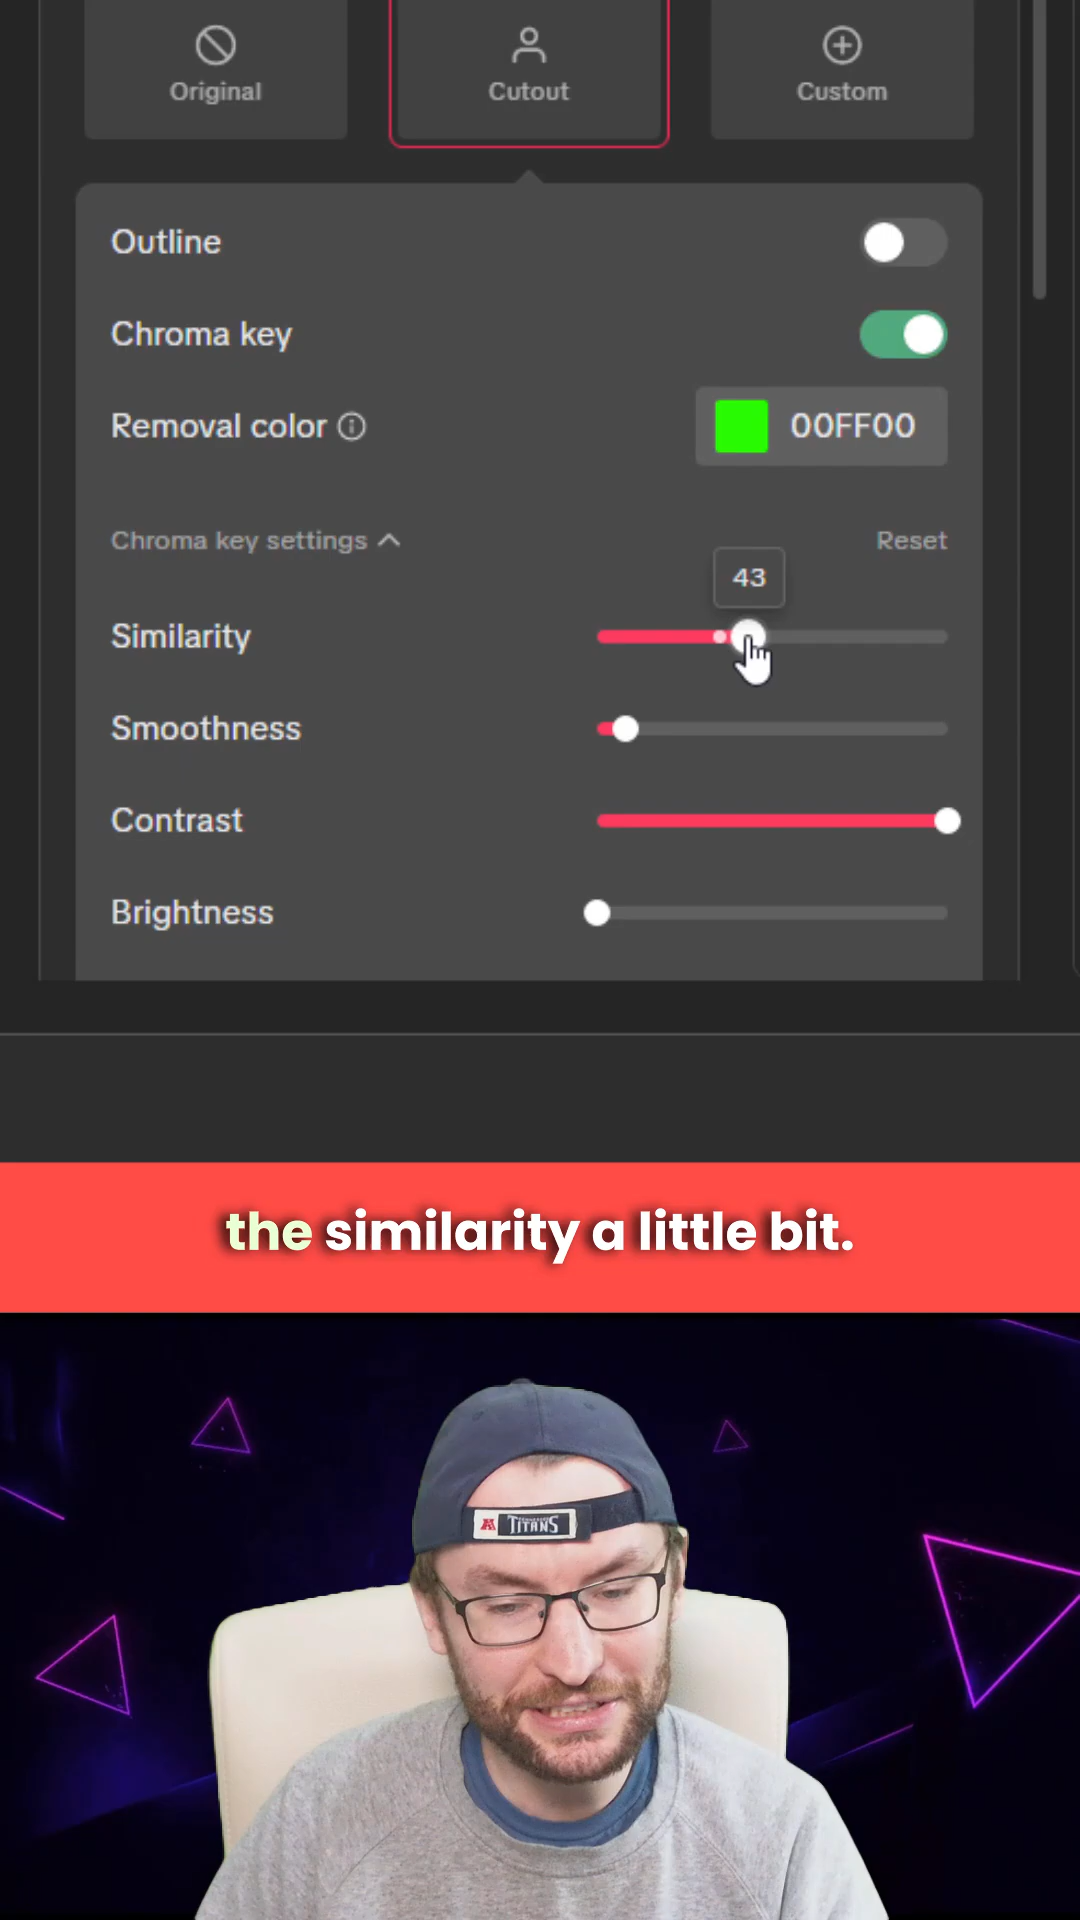 Original
Cutout
Custom
Outline
Chroma key
Removal color
00FF00
Chroma key settings
Reset
43
Similarity
Smoothness
Contrast
Brightness
the similarity a little bit.
TITANS